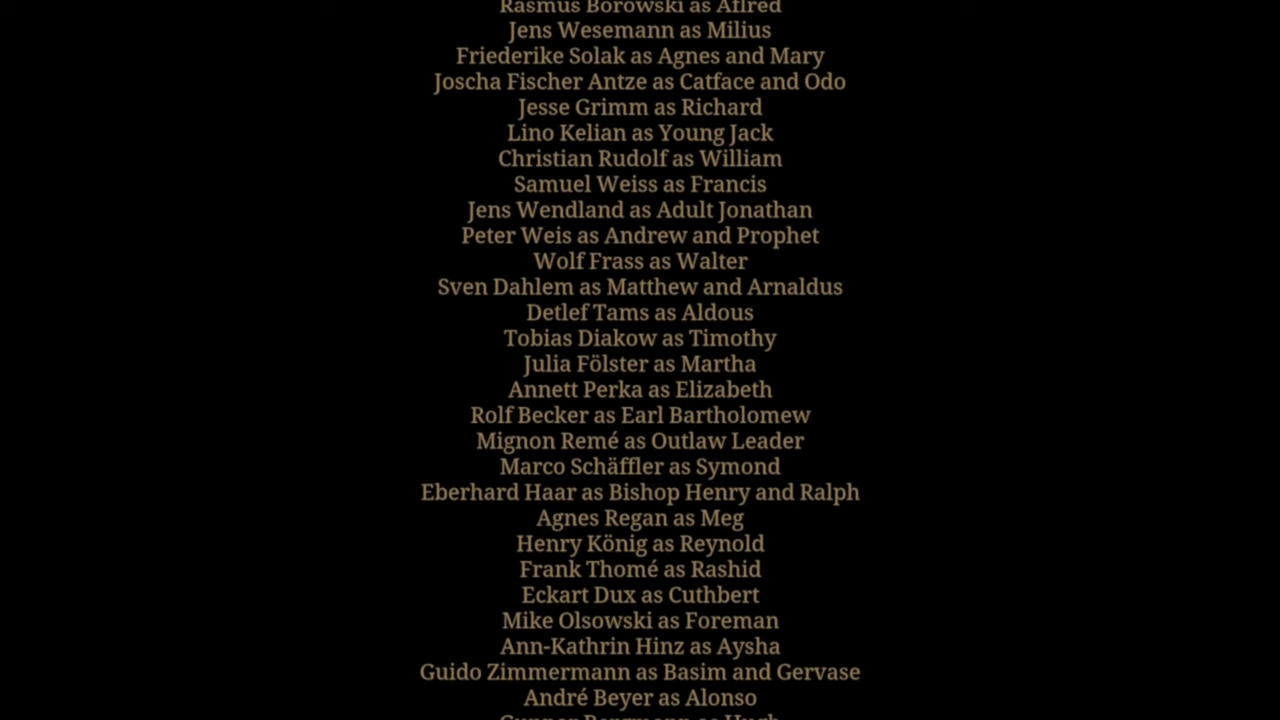 Rasmus Borowski as Aflred
Jens Wesemann as Milius
Friederike Solak as Agnes and Mary
Joscha Fischer Antze as Catface and Odo
Jesse Grimm as Richard
Lino Kelian as Young Jack
Christian Rudolf as William
Samuel Weiss as Francis
Jens Wendland as Adult Jonathan
Peter Weis as Andrew and Prophet
Wolf Frass as Walter
Sven Dahlem as Matthew and Arnaldus
Detlef Tams as Aldous
Tobias Diakow as Timothy
Julia Fölster as Martha
Annett Perka as Elizabeth
Rolf Becker as Earl Bartholomew
Mignon Remé as Outlaw Leader
Marco Schäffler as Symond
Eberhard Haar as Bishop Henry and Ralph
Agnes Regan as Meg
Henry König as Reynold
Frank Thomé as Rashid
Eckart Dux as Cuthbert
Mike Olsowski as Foreman
Ann-Kathrin Hinz as Aysha
Guido Zimmermann as Basim and Gervase
André Beyer as Alonso
as Hugh